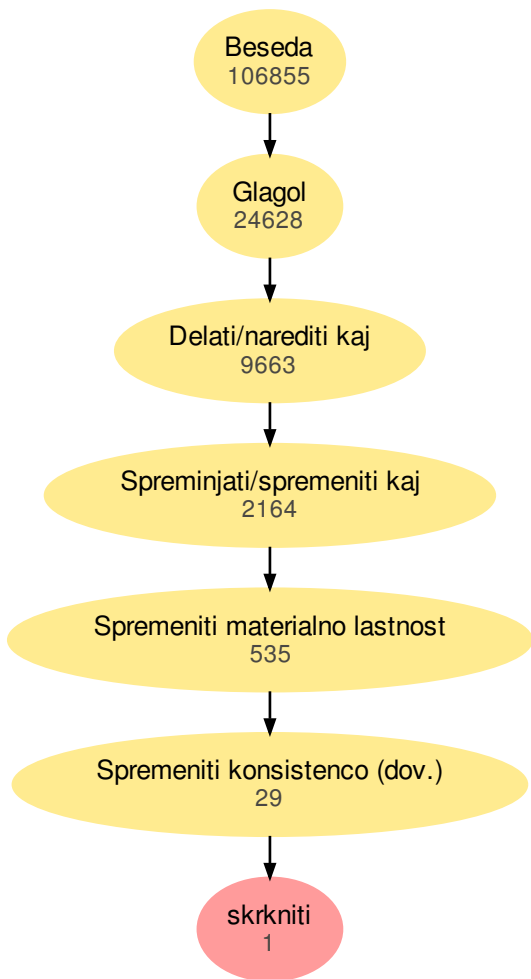 Beseda
106855
Glagol
24628
Delati/narediti kaj
9663
Spreminjati/spremeniti kaj
2164
Spremeniti materialno lastnost
535
Spremeniti konsistenco (dov.)
29
skrkniti
1